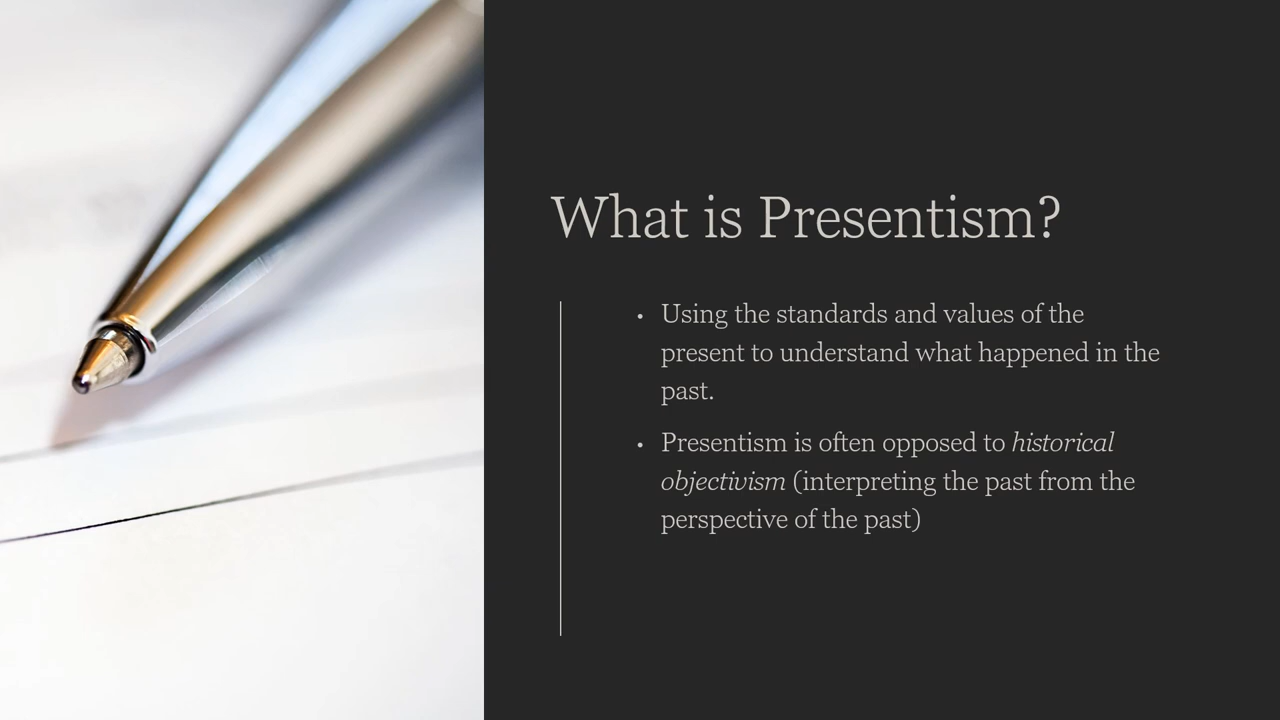 What is Presentism?
• Using the standards and values of the
present to understand what happened in the
past.
• Presentism is often opposed to historical
objectivism (interpreting the past from the
perspective of the past)